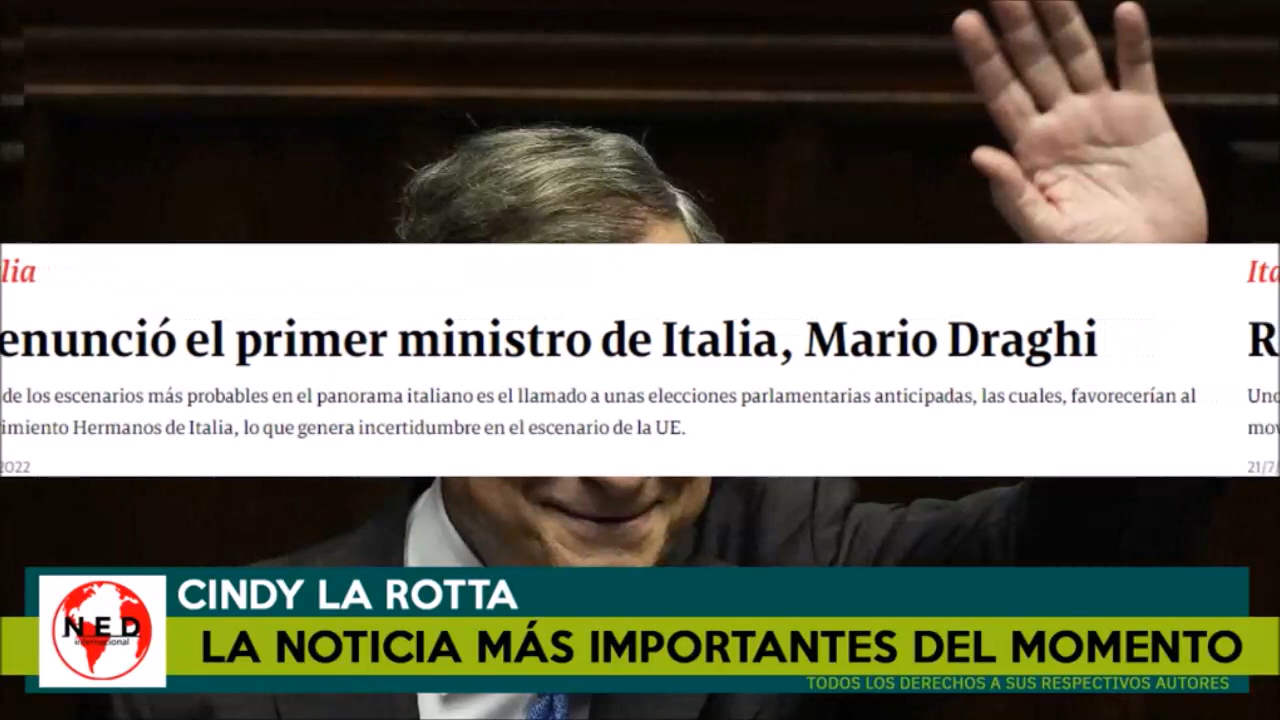 lia
Ita
enunció el primer ministro de Italia, Mario Draghi
R
de los escenarios más probables en el panorama italiano es el llamado a unas elecciones parlamentarias anticipadas, las cuales, favorecerían al
Uno
imiento Hermanos de Italia, lo que genera incertidumbre en el escenario de la UE.
mov
2022
21/7/
CINDY LA ROTTA
NED
internacional
LA NOTICIA MÁS IMPORTANTES DEL MOMENTO
TODOS LOS DERECHOS A SUS RESPECTIVOS AUTORES